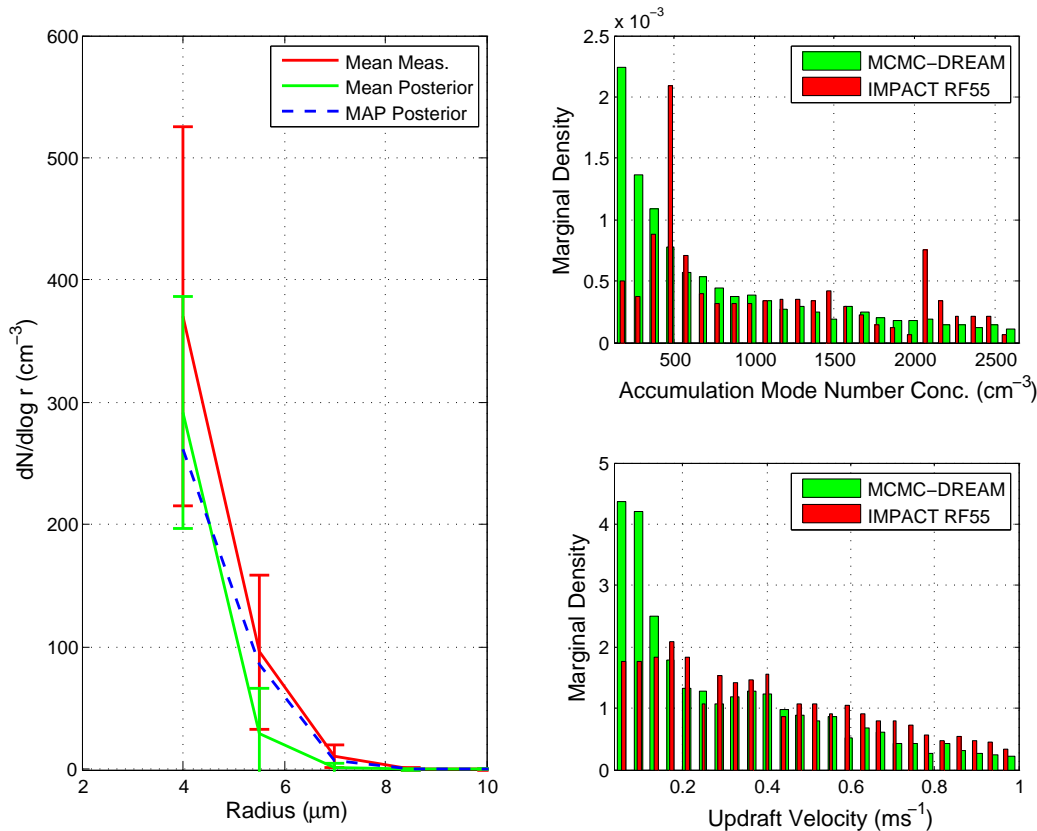 600
500
400
300
200
100
0
2
4
6
8
10
dN/dlog r (cm⁻³)
Radius (μm)
Mean Meas.
Mean Posterior
MAP Posterior
x 10⁻³
2.5
2
1.5
1
0.5
0
500
1000
1500
2000
2500
Marginal Density
Accumulation Mode Number Conc. (cm⁻³)
MCMC−DREAM
IMPACT RF55
5
4
3
2
1
0
0.2
0.4
0.6
0.8
1
Marginal Density
Updraft Velocity (ms⁻¹)
MCMC−DREAM
IMPACT RF55